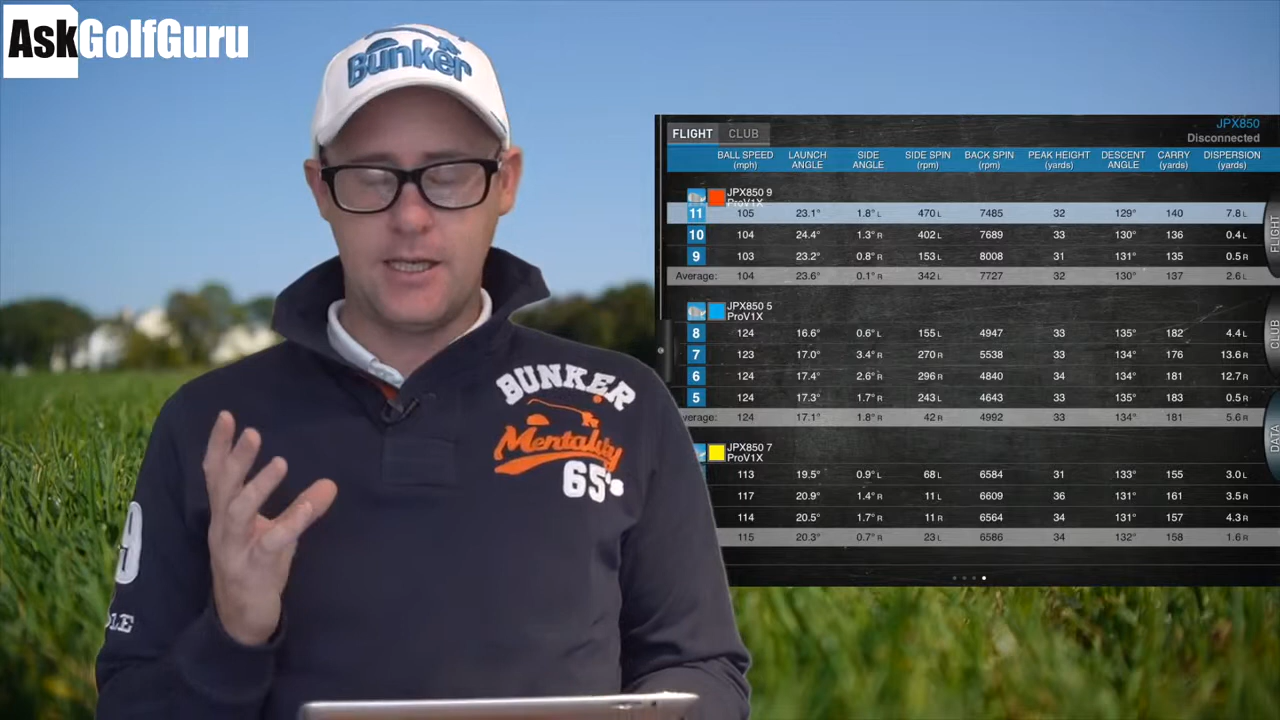 AskGolfGuru
Bunker
BUNKER
Mentality
65's
9
FLIGHT CLUB
JPX850
Disconnected
BALL SPEED (mph) LAUNCH ANGLE SIDE ANGLE SIDE SPIN (rpm) BACK SPIN (rpm) PEAK HEIGHT (yards) DESCENT ANGLE CARRY (yards) DISPERSION (yards)
JPX850 9
ProV1X
11 105 23.1° 1.8° L 470 L 7485 32 129° 140 7.8 L
10 104 24.4° 1.3° R 402 L 7689 33 130° 136 0.4 L
9 103 23.2° 0.8° R 153 L 8008 31 131° 135 0.5 R
Average: 104 23.6° 0.1° R 342 L 7727 32 130° 137 2.6 L
JPX850 5
ProV1X
8 124 16.6° 0.6° L 155 L 4947 33 135° 182 4.4 L
7 123 17.0° 3.4° R 270 R 5538 33 134° 176 13.6 R
6 124 17.4° 2.6° R 296 R 4840 34 134° 181 12.7 R
5 124 17.3° 1.7° R 243 L 4643 33 134° 183 0.5 R
verage: 124 17.1° 1.8° R 42 R 4992 33 134° 181 5.6 R
JPX850 7
ProV1X
113 19.5° 0.9° L 68 L 6584 31 133° 155 3.0 L
117 20.9° 1.4° R 11 L 6609 36 131° 161 3.5 R
114 20.5° 1.7° R 11 R 6564 34 131° 157 4.3 R
115 20.3° 0.7° R 23 L 6586 34 132° 158 1.6 R
FLIGHT
CLUB
DATA